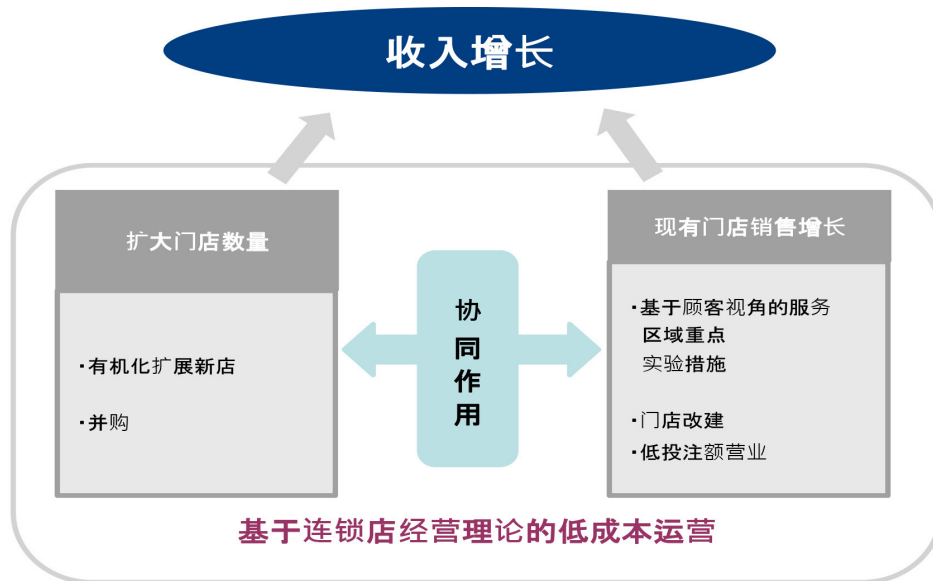 收入增长
扩大门店数量
·有机化扩展新店
·并购
协
同
作
用
现有门店销售增长
·基于顾客视角的服务
区域重点
实验措施
·门店改建
·低投注额营业
基于连锁店经营理论的低成本运营